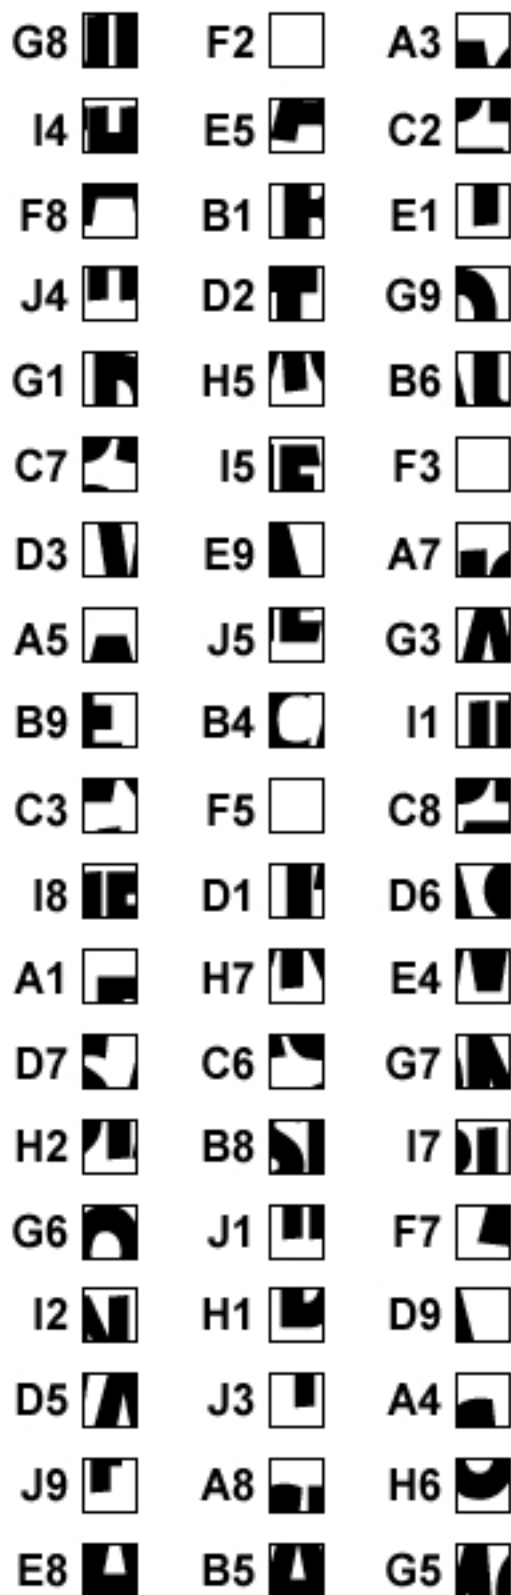 G8 F2 A3
I4 E5 C2
F8 B1 E1
J4 D2 G9
G1 H5 B6
C7 I5 F3
D3 E9 A7
A5 J5 G3
B9 B4 I1
C3 F5 C8
I8 D1 D6
A1 H7 E4
D7 C6 G7
H2 B8 I7
G6 J1 F7
I2 H1 D9
D5 J3 A4
J9 A8 H6
E8 B5 G5